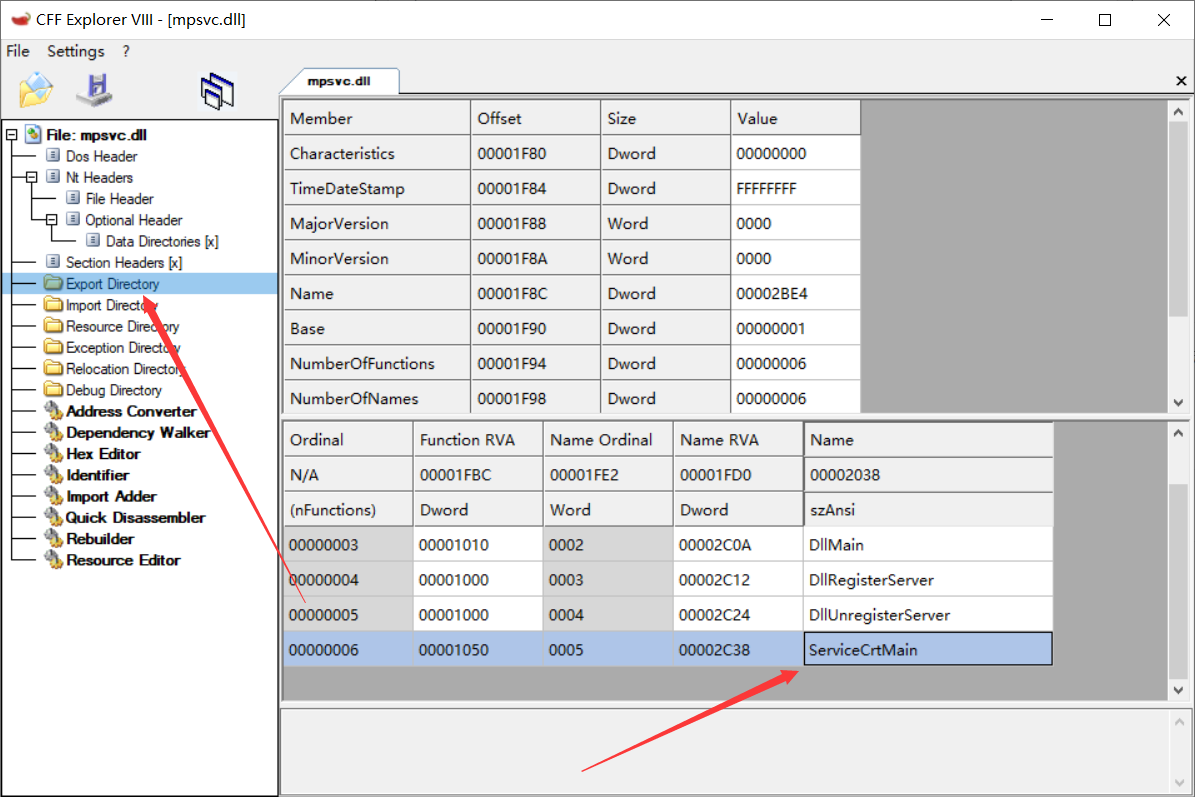 CFF Explorer VIII - [mpsvc.dll]
File Settings ?
mpsvc.dll
File: mpsvc.dll
Dos Header
Nt Headers
File Header
Optional Header
Data Directories [x]
Section Headers [x]
Export Directory
Import Directory
Resource Directory
Exception Directory
Relocation Directory
Debug Directory
Address Converter
Dependency Walker
Hex Editor
Identifier
Import Adder
Quick Disassembler
Rebuilder
Resource Editor
Member Offset Size Value
Characteristics 00001F80 Dword 00000000
TimeDateStamp 00001F84 Dword FFFFFFFF
MajorVersion 00001F88 Word 0000
MinorVersion 00001F8A Word 0000
Name 00001F8C Dword 00002BE4
Base 00001F90 Dword 00000001
NumberOfFunctions 00001F94 Dword 00000006
NumberOfNames 00001F98 Dword 00000006
Ordinal Function RVA Name Ordinal Name RVA Name
N/A 00001FBC 00001FE2 00001FD0 00002038
(nFunctions) Dword Word Dword szAnsi
00000003 00001010 0002 00002C0A DllMain
00000004 00001000 0003 00002C12 DllRegisterServer
00000005 00001000 0004 00002C24 DllUnregisterServer
00000006 00001050 0005 00002C38 ServiceCrtMain